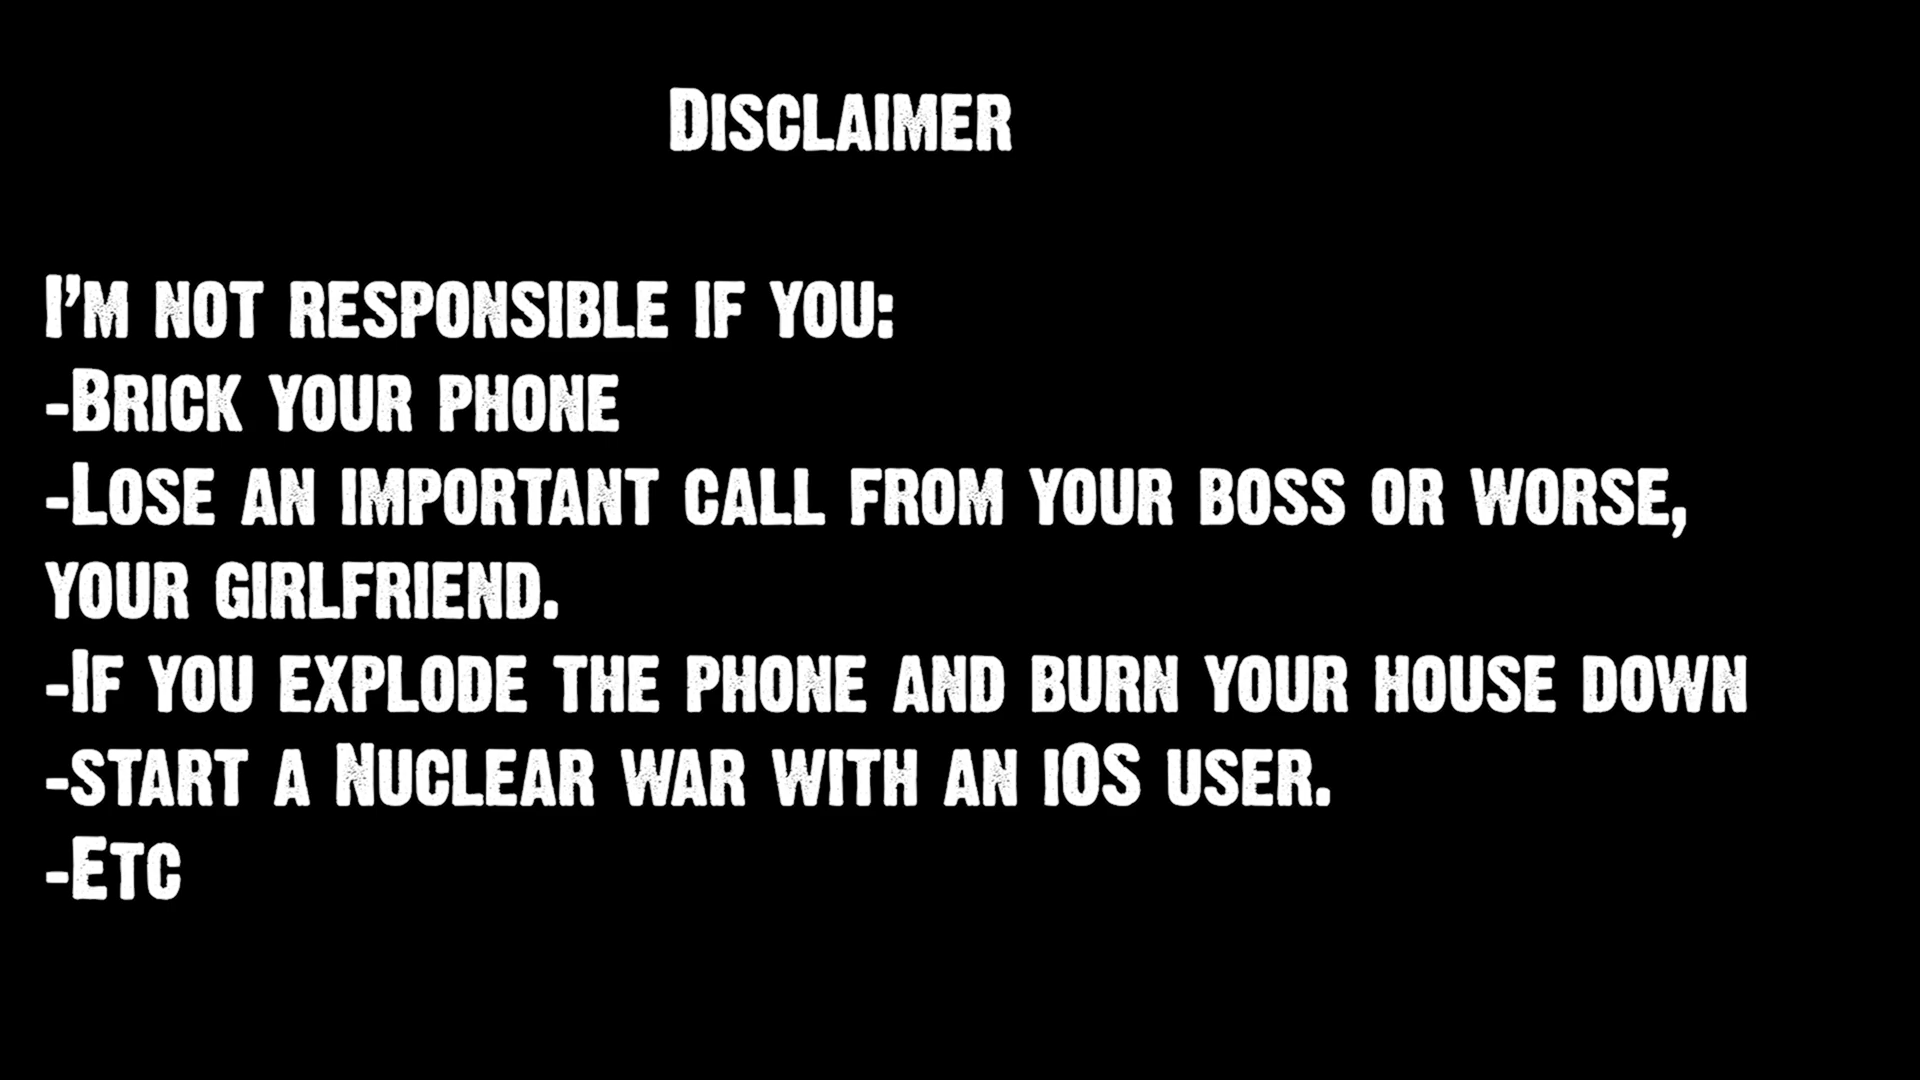 Disclaimer
I'm not responsible if you:
-Brick your phone
-Lose an important call from your boss or worse,
your girlfriend.
-If you explode the phone and burn your house down
-start a Nuclear war with an iOS user.
-Etc